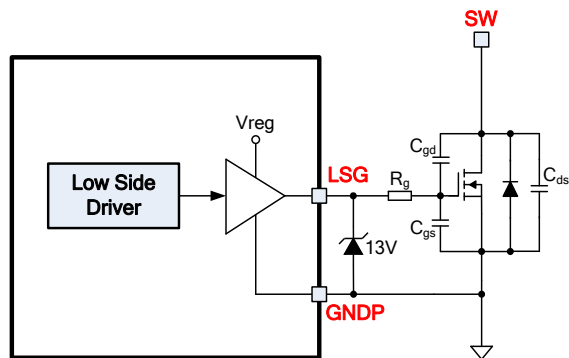 SW
Vreg
Low Side
Driver
LSG
Rg
Cgd
Cds
Cgs
13V
GNDP